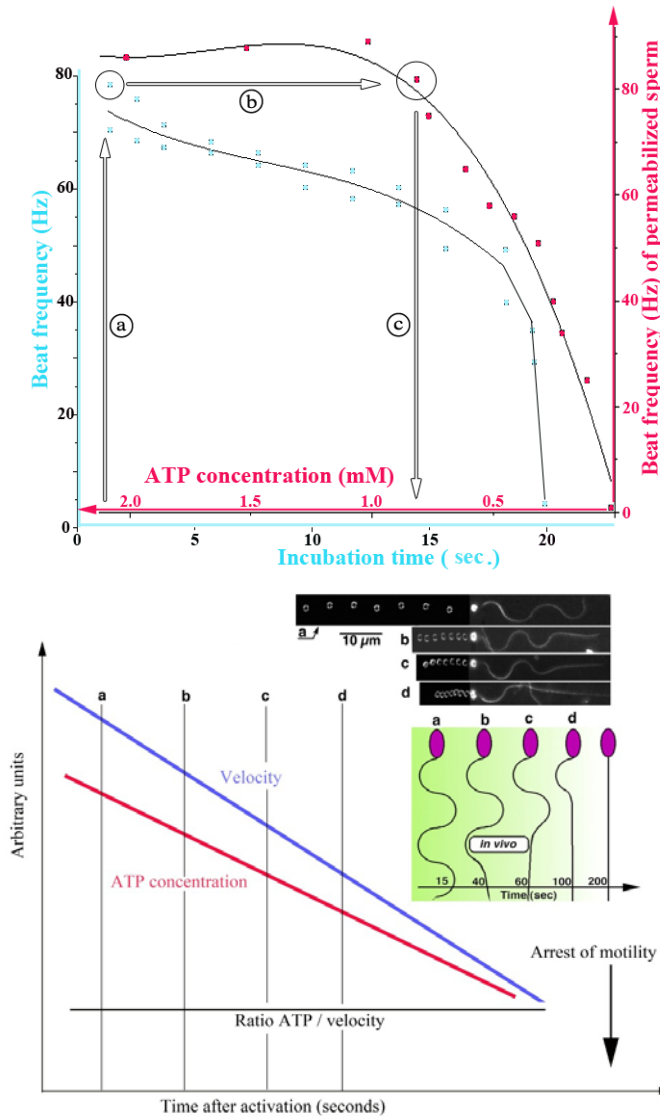 80
60
40
20
0
Beat frequency (Hz)
80
60
40
20
0
Beat frequency (Hz) of permeabilized sperm
b
a
c
ATP concentration (mM)
2.0 1.5 1.0 0.5
0 5 10 15 20
Incubation time ( sec.)
a
10 µm
b
c
d
a b c d
Velocity
ATP concentration
Ratio ATP / velocity
Arbitrary units
Time after activation (seconds)
a b c d
in vivo
15 40 60 100 200
Time(sec)
Arrest of motility